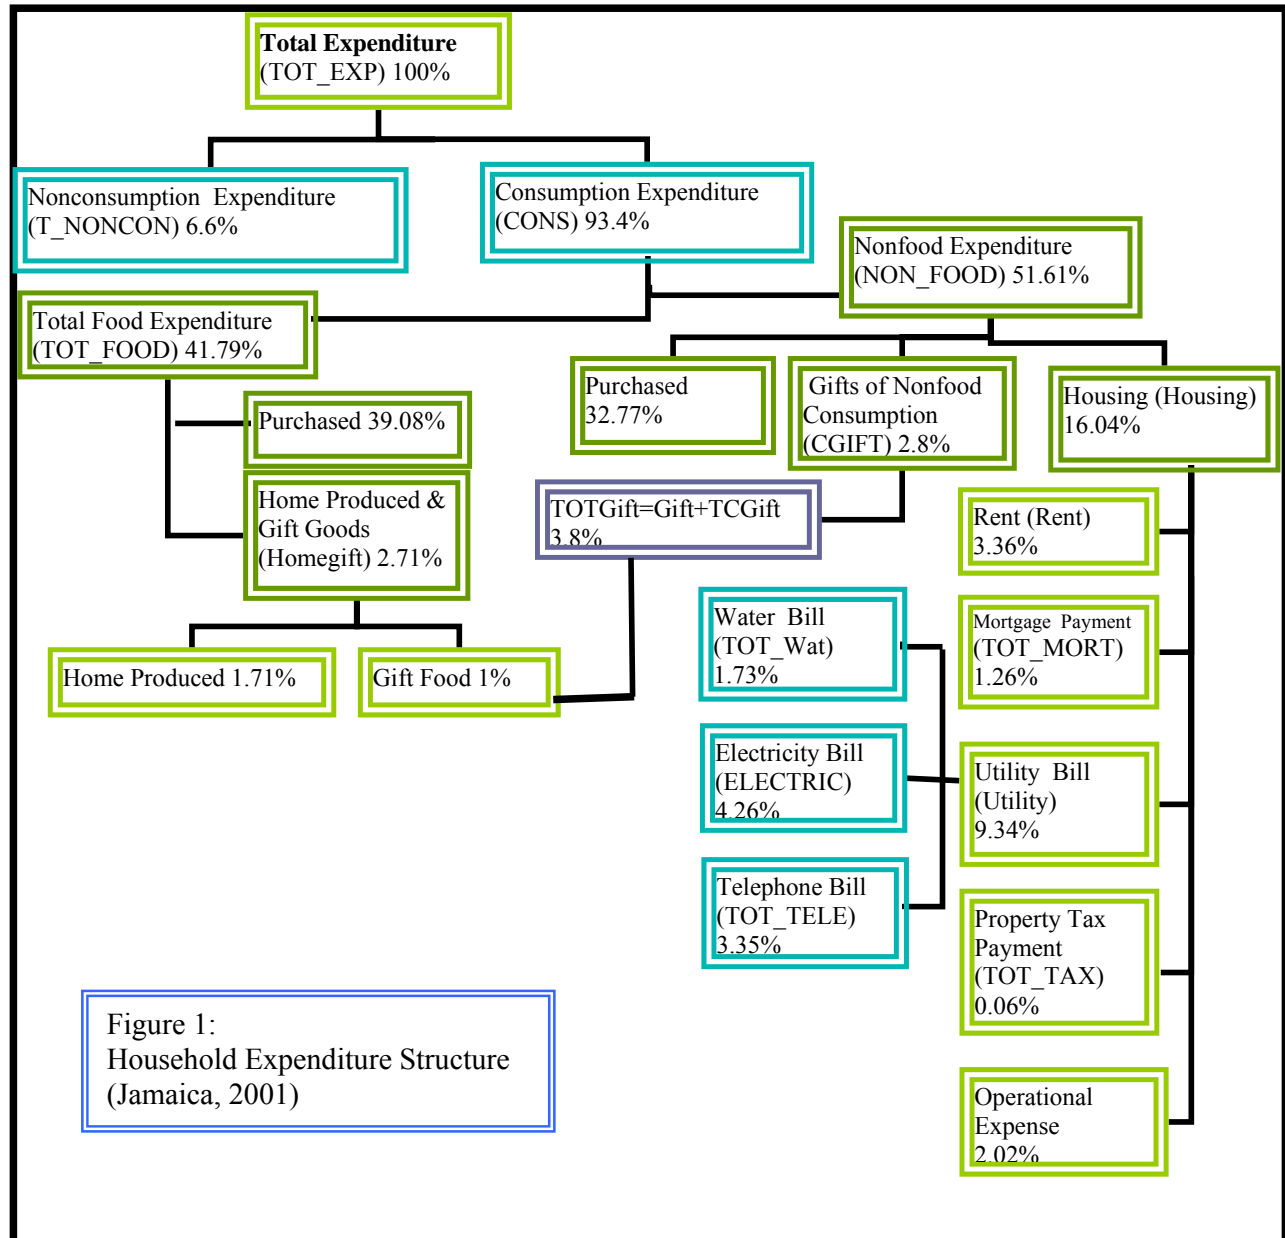 Total Expenditure
(TOT_EXP) 100%
Nonconsumption Expenditure
(T_NONCON) 6.6%
Consumption Expenditure
(CONS) 93.4%
Nonfood Expenditure
(NON_FOOD) 51.61%
Total Food Expenditure
(TOT_FOOD) 41.79%
Purchased
32.77%
Gifts of Nonfood
Consumption
(CGIFT) 2.8%
Housing (Housing)
16.04%
Purchased 39.08%
Home Produced &
Gift Goods
(Homegift) 2.71%
TOTGift=Gift+TCGift
3.8%
Rent (Rent)
3.36%
Home Produced 1.71%
Gift Food 1%
Water Bill
(TOT_Wat)
1.73%
Mortgage Payment
(TOT_MORT)
1.26%
Electricity Bill
(ELECTRIC)
4.26%
Utility Bill
(Utility)
9.34%
Telephone Bill
(TOT_TELE)
3.35%
Property Tax
Payment
(TOT_TAX)
0.06%
Operational
Expense
2.02%
Figure 1:
Household Expenditure Structure
(Jamaica, 2001)